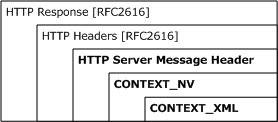 HTTP Response [RFC2616]
HTTP Headers [RFC2616]
HTTP Server Message Header
CONTEXT_NV
CONTEXT_XML